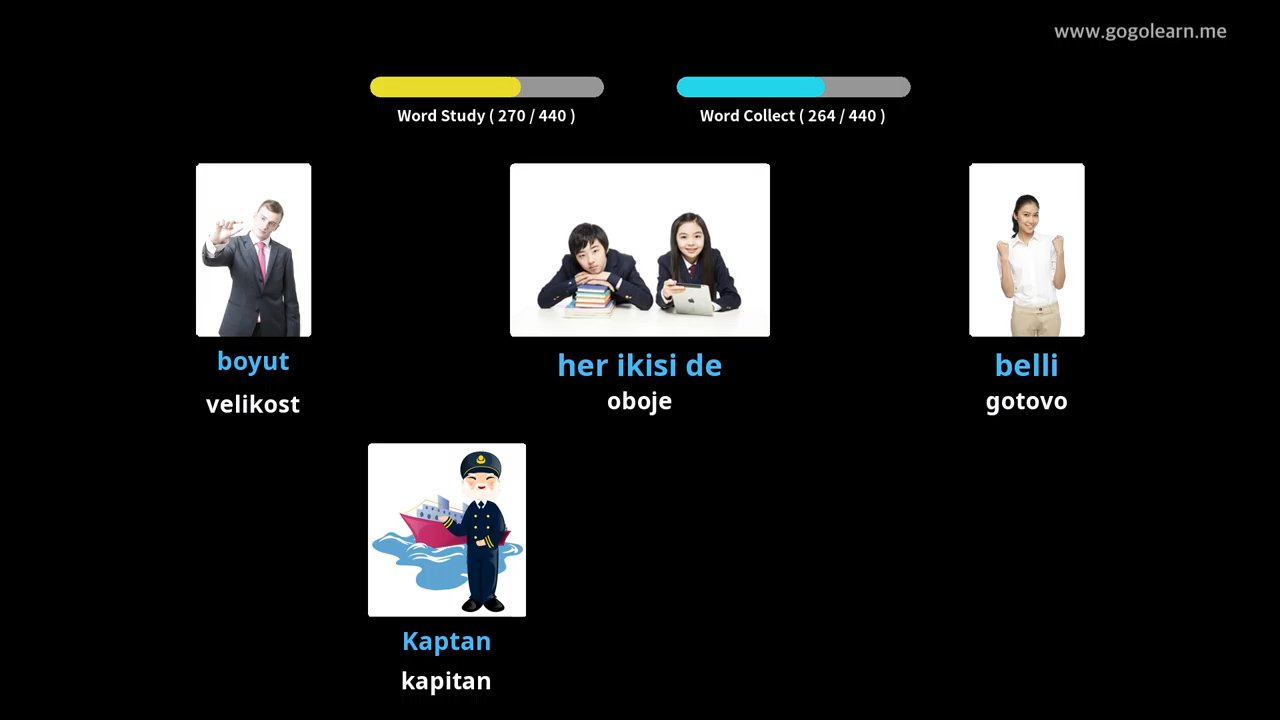 www.gogolearn.me
Word Study ( 270 / 440 )
Word Collect ( 264 / 440 )
boyut
velikost
her ikisi de
oboje
belli
gotovo
Kaptan
kapitan